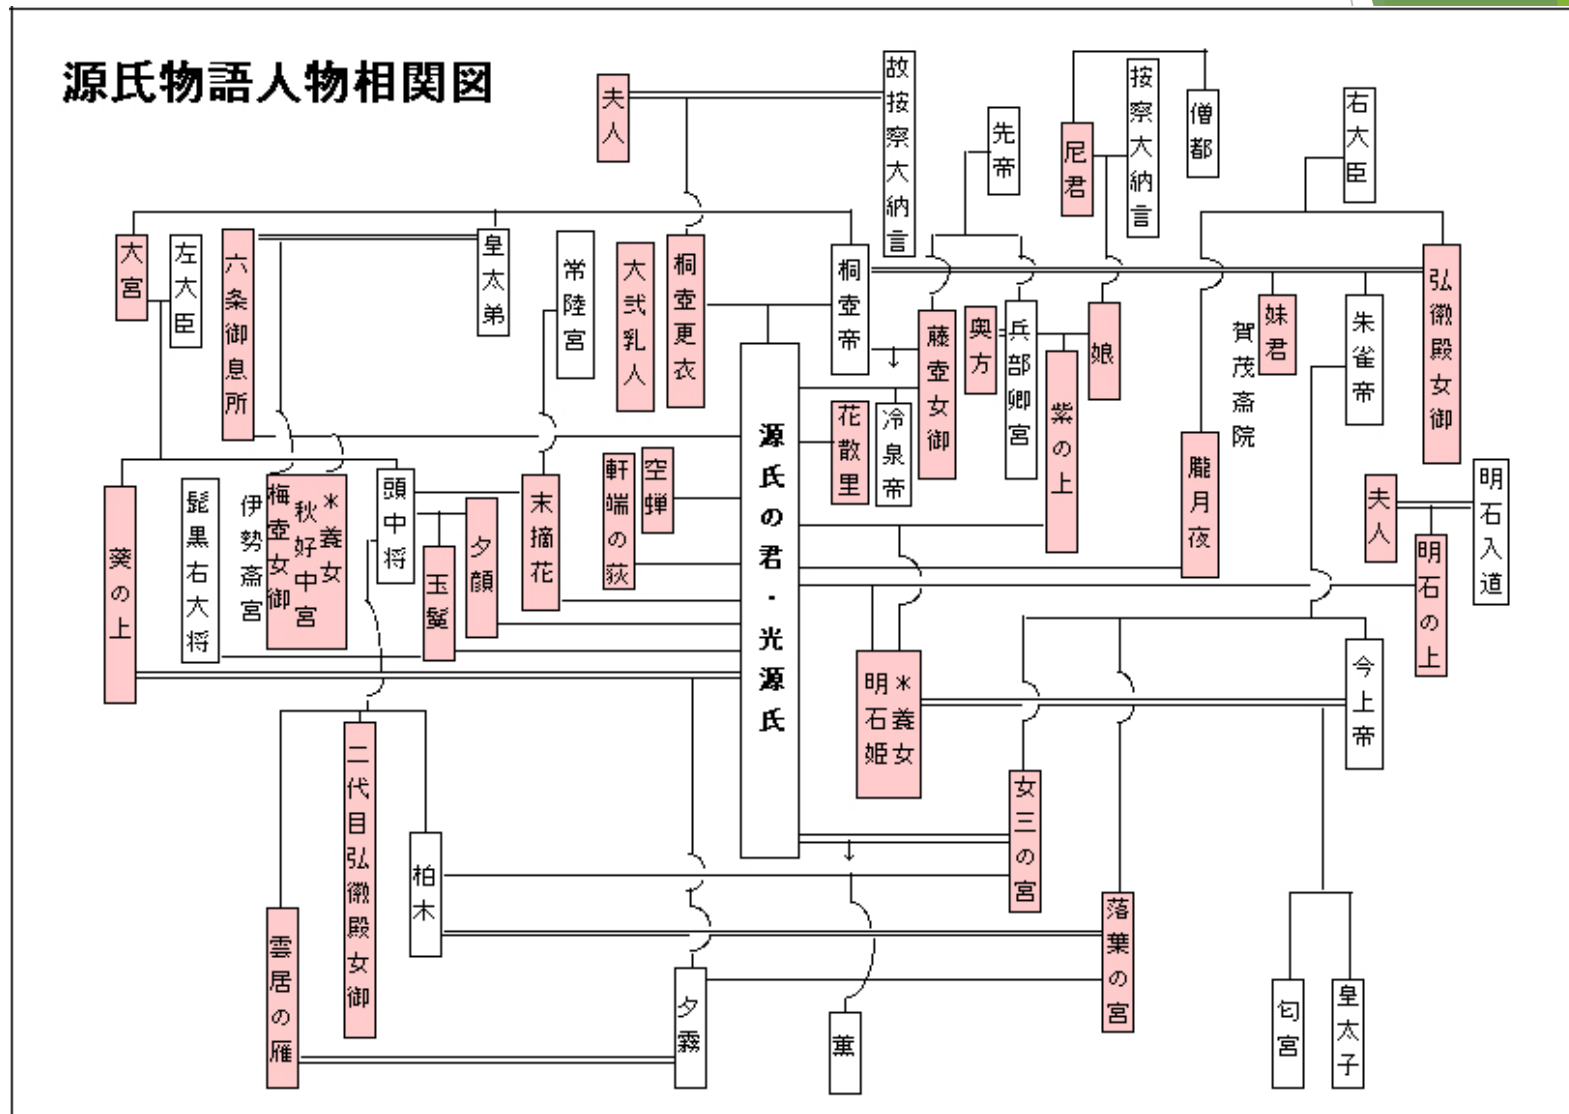 源氏物語人物相関図
夫人
故按察大納言
先帝
尼君
按察大納言
僧都
右大臣
大宮
左大臣
六条御息所
皇太弟
常陸宮
大弐乳人
桐壺更衣
桐壺帝
藤壺女御
奥方
兵部卿宮
紫の上
娘
妹君
賀茂斎院
朱雀帝
弘徽殿女御
源氏の君・光源氏
花散里
冷泉帝
朧月夜
夫人
明石入道
明石の上
葵の上
髭黒右大将
伊勢斎宮
梅壺女御
秋好中宮
*養女
頭中将
玉鬘
夕顔
末摘花
軒端の荻
空蝉
明石姫
*養女
今上帝
女三の宮
落葉の宮
二代目弘徽殿女御
柏木
雲居の雁
夕霧
薫
匂宮
皇太子